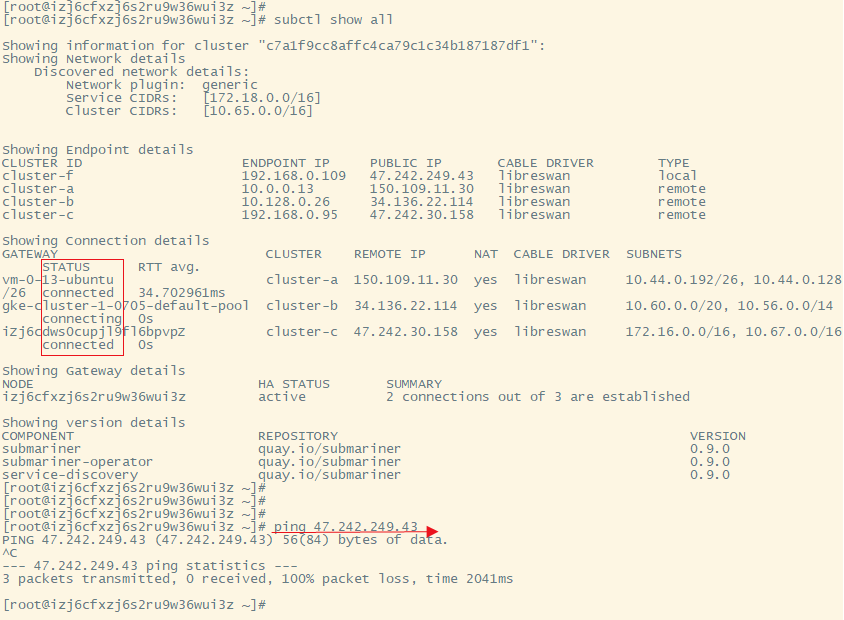 [root@izj6cfxzj6s2ru9w36wui3z ~]#
[root@izj6cfxzj6s2ru9w36wui3z ~]# subctl show all
Showing information for cluster "c7a1f9cc8affc4ca79c1c34b187187df1":
Showing Network details
    Discovered network details:
        Network plugin:  generic
        Service CIDRs:   [172.18.0.0/16]
        Cluster CIDRs:   [10.65.0.0/16]
Showing Endpoint details
CLUSTER ID                    ENDPOINT IP     PUBLIC IP       CABLE DRIVER        TYPE
cluster-f                     192.168.0.109   47.242.249.43   libreswan           local
cluster-a                     10.0.0.13       150.109.11.30   libreswan           remote
cluster-b                     10.128.0.26     34.136.22.114   libreswan           remote
cluster-c                     192.168.0.95    47.242.30.158   libreswan           remote
Showing Connection details
GATEWAY                          CLUSTER    REMOTE IP      NAT  CABLE DRIVER  SUBNETS
     STATUS      RTT avg.
vm-0-13-ubuntu                   cluster-a  150.109.11.30  yes  libreswan     10.44.0.192/26, 10.44.0.128
/26  connected   34.702961ms
gke-cluster-1-0705-default-pool  cluster-b  34.136.22.114  yes  libreswan     10.60.0.0/20, 10.56.0.0/14
     connecting  0s
izj6cdws0cupjl9fl6bpvpZ          cluster-c  47.242.30.158  yes  libreswan     172.16.0.0/16, 10.67.0.0/16
     connected   0s
Showing Gateway details
NODE                            HA STATUS       SUMMARY
izj6cfxzj6s2ru9w36wui3z         active          2 connections out of 3 are established
Showing version details
COMPONENT                       REPOSITORY                                            VERSION
submariner                      quay.io/submariner                                    0.9.0
submariner-operator             quay.io/submariner                                    0.9.0
service-discovery               quay.io/submariner                                    0.9.0
[root@izj6cfxzj6s2ru9w36wui3z ~]#
[root@izj6cfxzj6s2ru9w36wui3z ~]#
[root@izj6cfxzj6s2ru9w36wui3z ~]#
[root@izj6cfxzj6s2ru9w36wui3z ~]# ping 47.242.249.43
PING 47.242.249.43 (47.242.249.43) 56(84) bytes of data.
^C
--- 47.242.249.43 ping statistics ---
3 packets transmitted, 0 received, 100% packet loss, time 2041ms
[root@izj6cfxzj6s2ru9w36wui3z ~]#